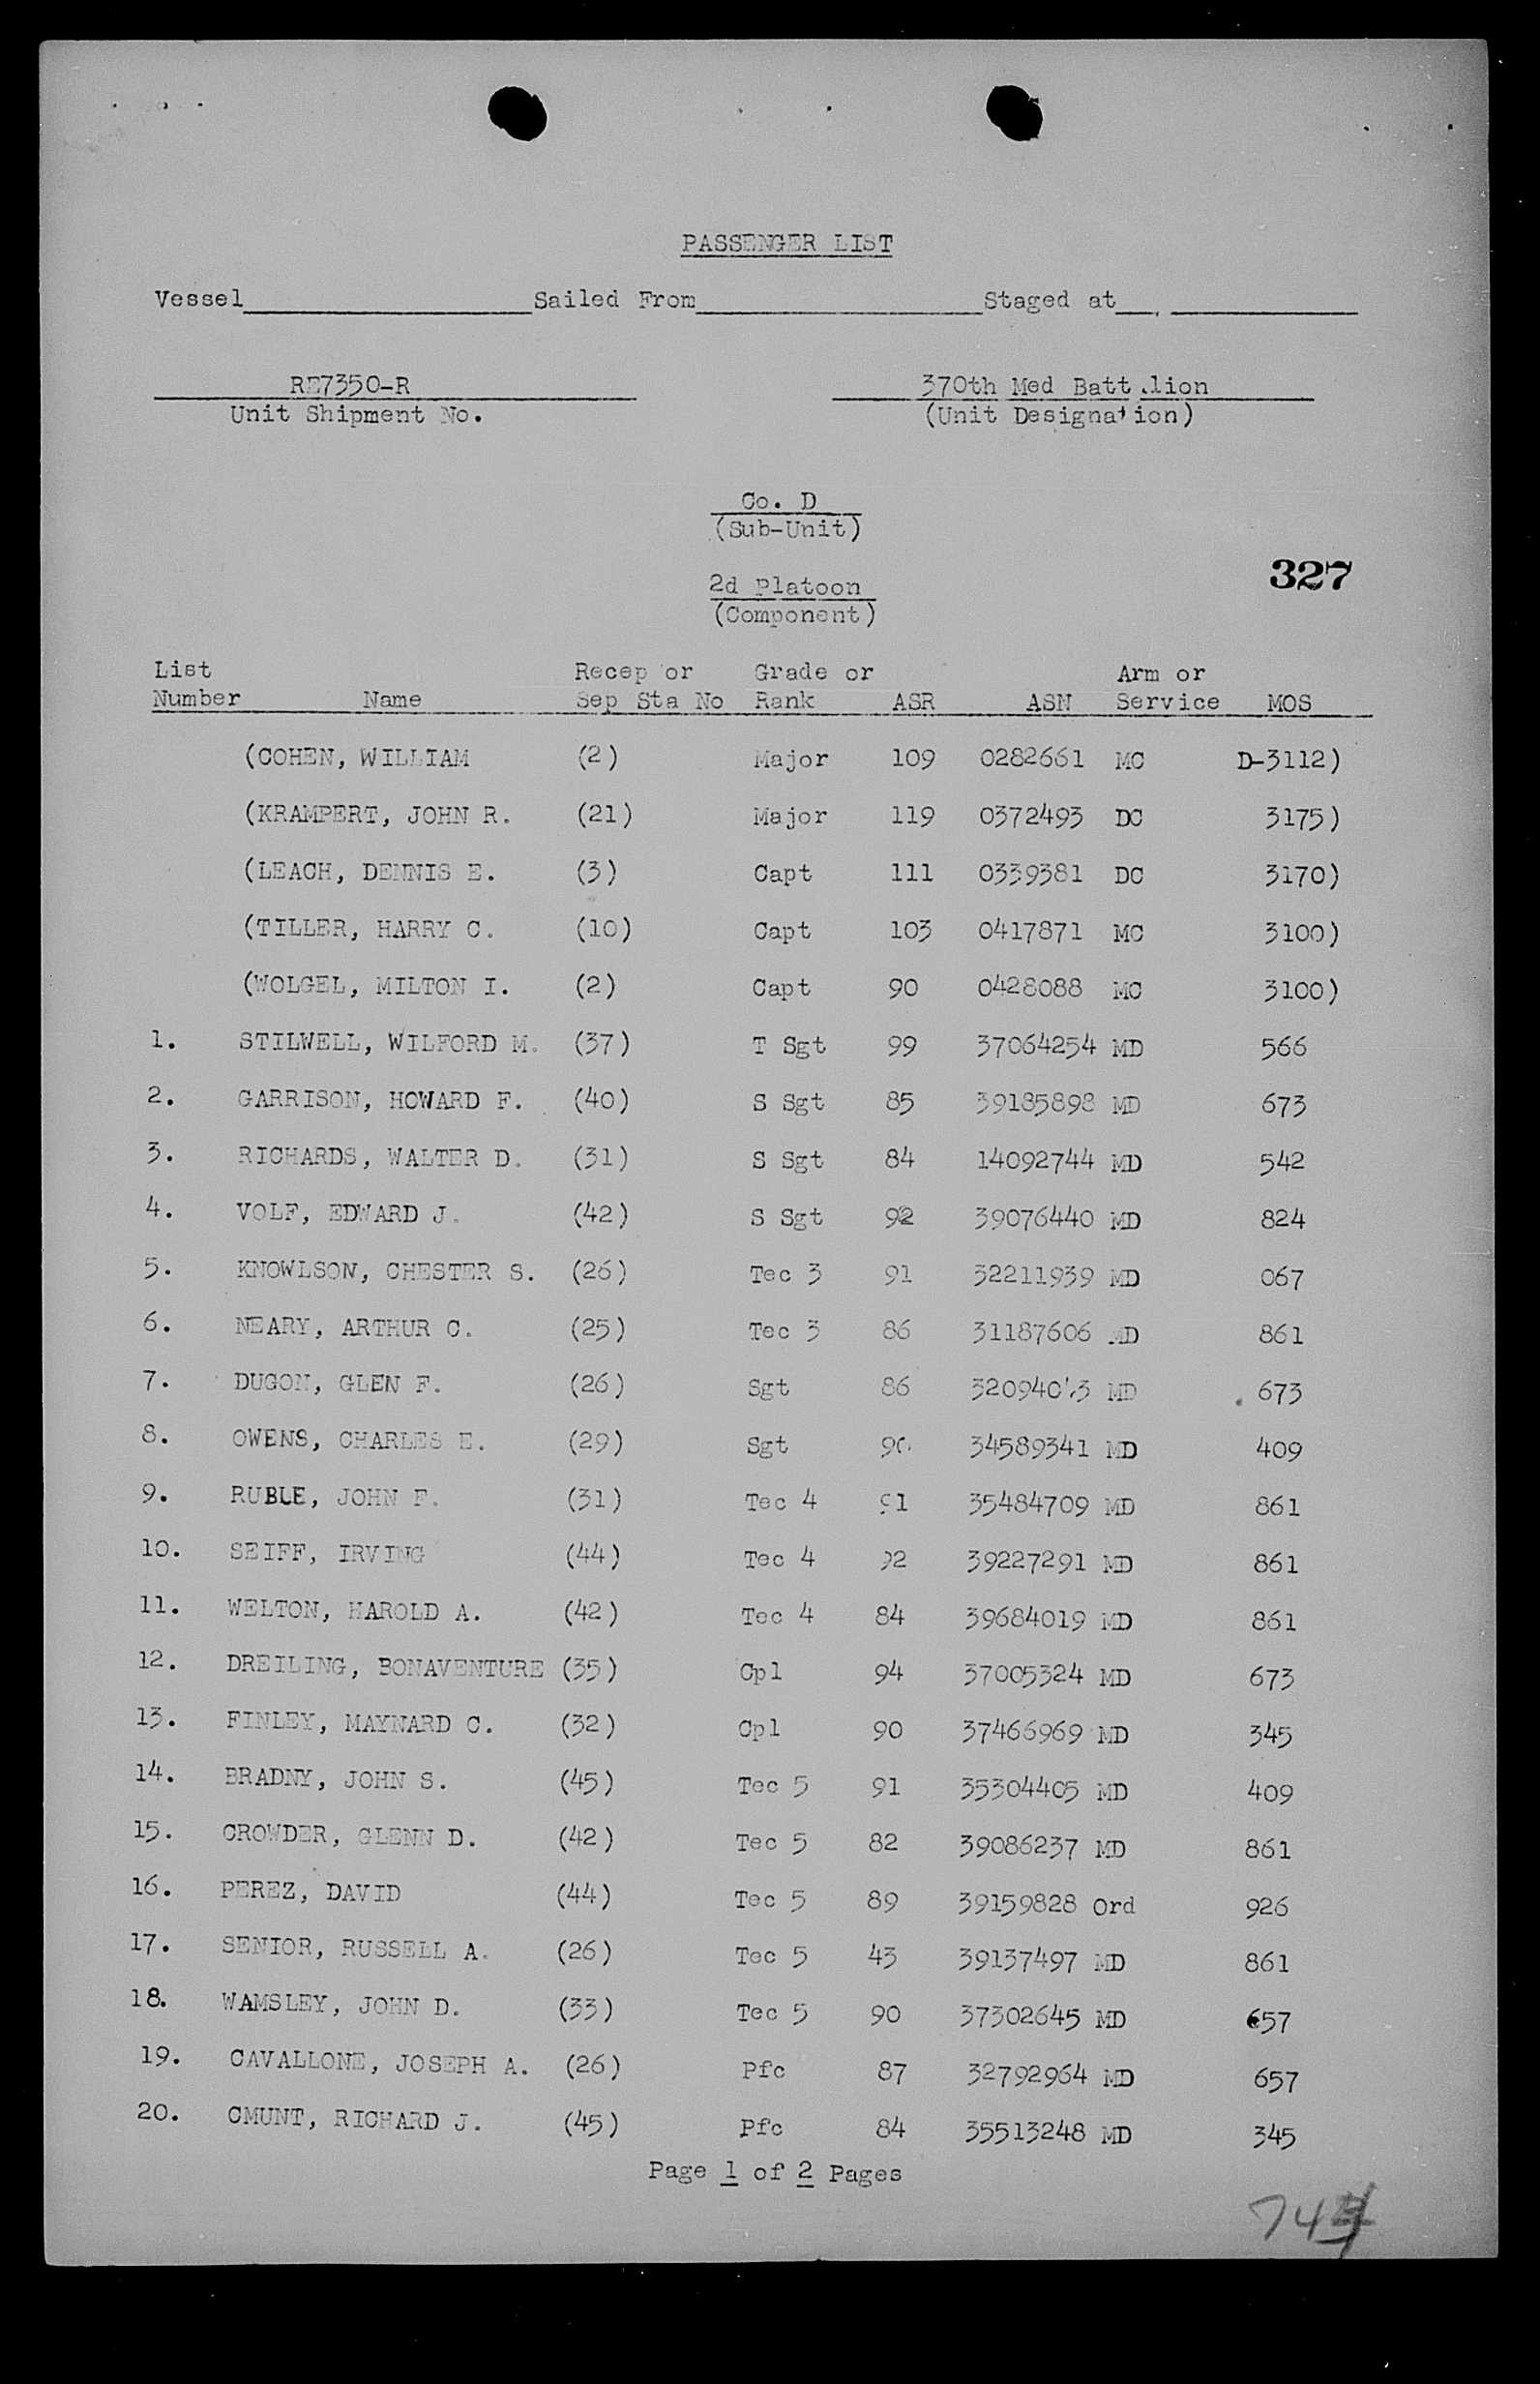 PASSENGER LIST
Vessel Sailed From Staged at
RE7350-R 370th Med Battalion
Unit Shipment No. (Unit Designation)
Co. D
(Sub-Unit)
327
2d Platoon
(Component)
List Recep or Grade or Arm or
Number Name Sep Sta No Rank ASR ASN Service MOS
(COHEN, WILLIAM (2) Major 109 0282661 MC D-3112)
(KRAMPERT, JOHN R. (21) Major 119 0372493 DC 3175)
(LEACH, DENNIS E. (3) Capt 111 0339381 DC 3170)
(TILLER, HARRY C. (10) Capt 103 0417871 MC 3100)
(WOLGEL, MILTON I. (2) Capt 90 0428088 MC 3100)
1. STILWELL, WILFORD M. (37) T Sgt 99 37064254 MD 566
2. GARRISON, HOWARD F. (40) S Sgt 85 39185898 MD 673
3. RICHARDS, WALTER D. (31) S Sgt 84 14092744 MD 542
4. VOLF, EDWARD J. (42) S Sgt 92 39076440 MD 824
5. KNOWLSON, CHESTER S. (26) Tec 3 91 32211939 MD 067
6. NEARY, ARTHUR C. (25) Tec 3 86 31187606 MD 861
7. DUGON, GLEN F. (26) Sgt 86 MD 673
8. OWENS, CHARLES E. (29) Sgt 90 34589341 MD 409
9. RUBLE, JOHN F. (31) Tec 4 91 35484709 MD 861
10. SEIFF, IRVING (44) Tec 4 92 39227291 MD 861
11. WELTON, HAROLD A. (42) Tec 4 84 39684019 MD 861
12. DREILING, BONAVENTURE (35) Cpl 94 37005324 MD 673
13. FINLEY, MAYNARD C. (32) Cpl 90 37466969 MD 345
14. BRADNY, JOHN S. (45) Tec 5 91 35304405 MD 409
15. CROWDER, GLENN D. (42) Tec 5 82 39086237 MD 861
16. PEREZ, DAVID (44) Tec 5 89 39159828 Ord 926
17. SENIOR, RUSSELL A. (26) Tec 5 43 39137497 MD 861
18. WAMSLEY, JOHN D. (33) Tec 5 90 37302645 MD 657
19. CAVALLONE, JOSEPH A. (26) Pfc 87 32792964 MD 657
20. CMUNT, RICHARD J. (45) Pfc 84 35513248 MD 345
Page 1 of 2 Pages